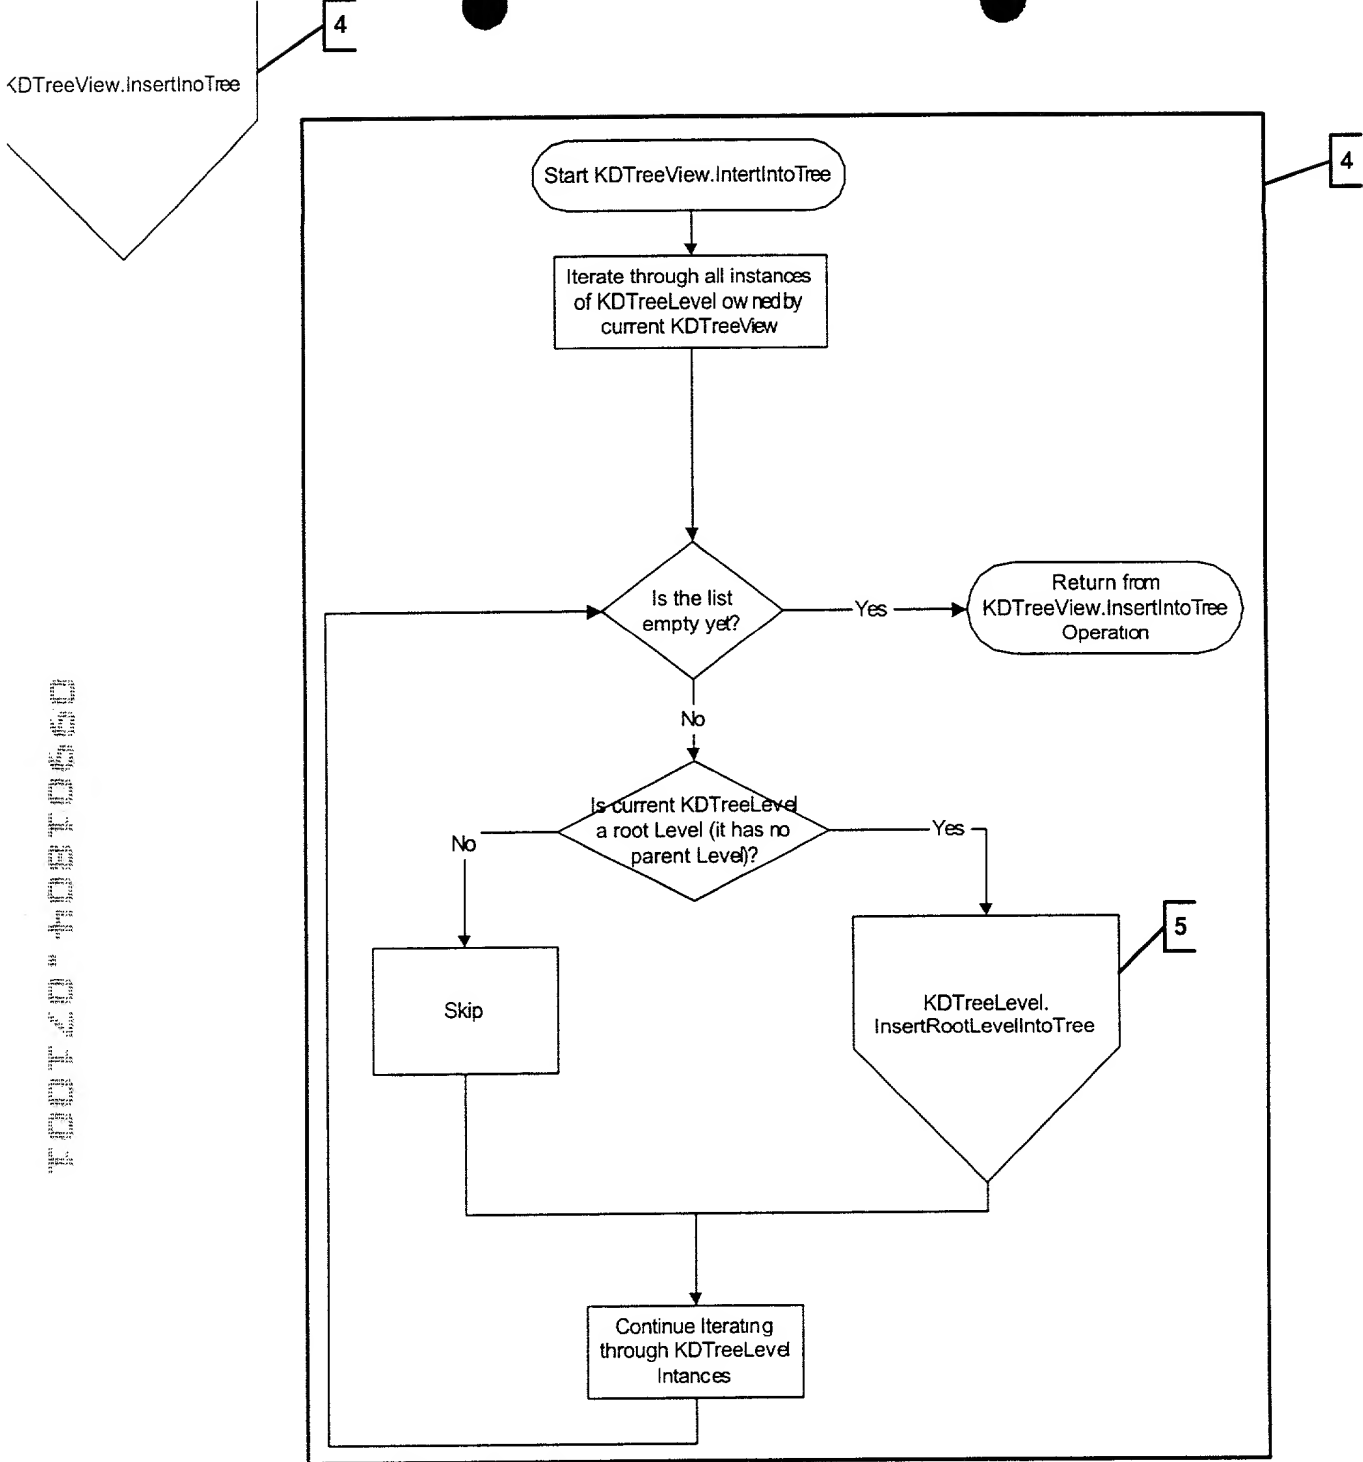 4
KDTreeView.InsertInoTree
4
Start KDTreeView.IntertIntoTree
Iterate through all instances
of KDTreeLevel owned by
current KDTreeView
Is the list
empty yet?
Yes
Return from
KDTreeView.InsertIntoTree
Operation
No
Is current KDTreeLevel
a root Level (it has no
parent Level)?
No
Yes
5
Skip
KDTreeLevel.
InsertRootLevelIntoTree
Continue Iterating
through KDTreeLevel
Intances